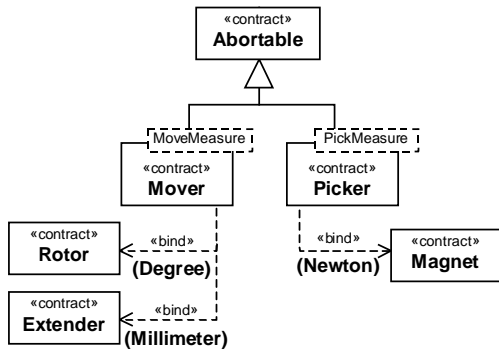 «contract»
Abortable
MoveMeasure
PickMeasure
«contract»
Mover
«contract»
Picker
«contract»
Rotor
«bind»
(Degree)
«bind»
(Newton)
«contract»
Magnet
«contract»
Extender
«bind»
(Millimeter)